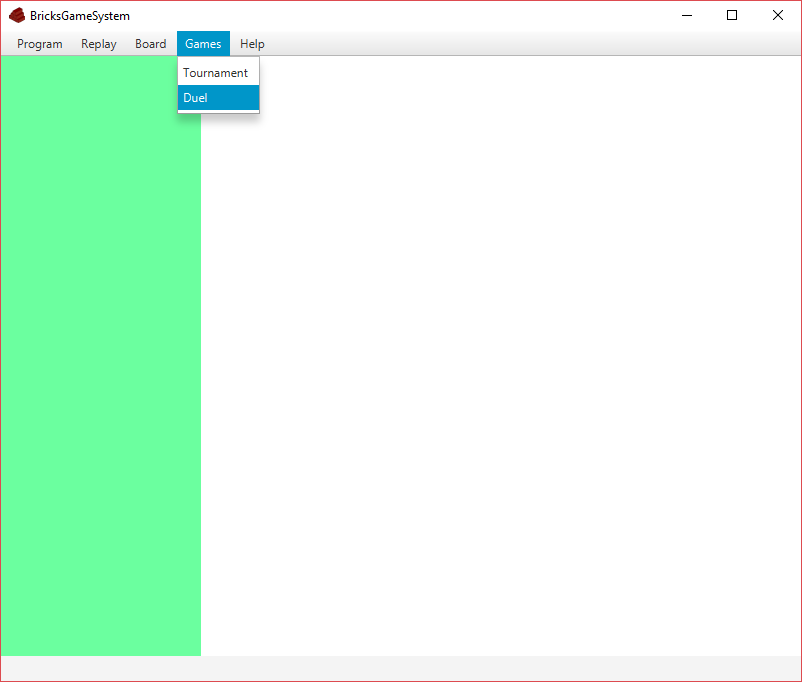 BricksGameSystem
Program Replay Board Games Help
Tournament
Duel